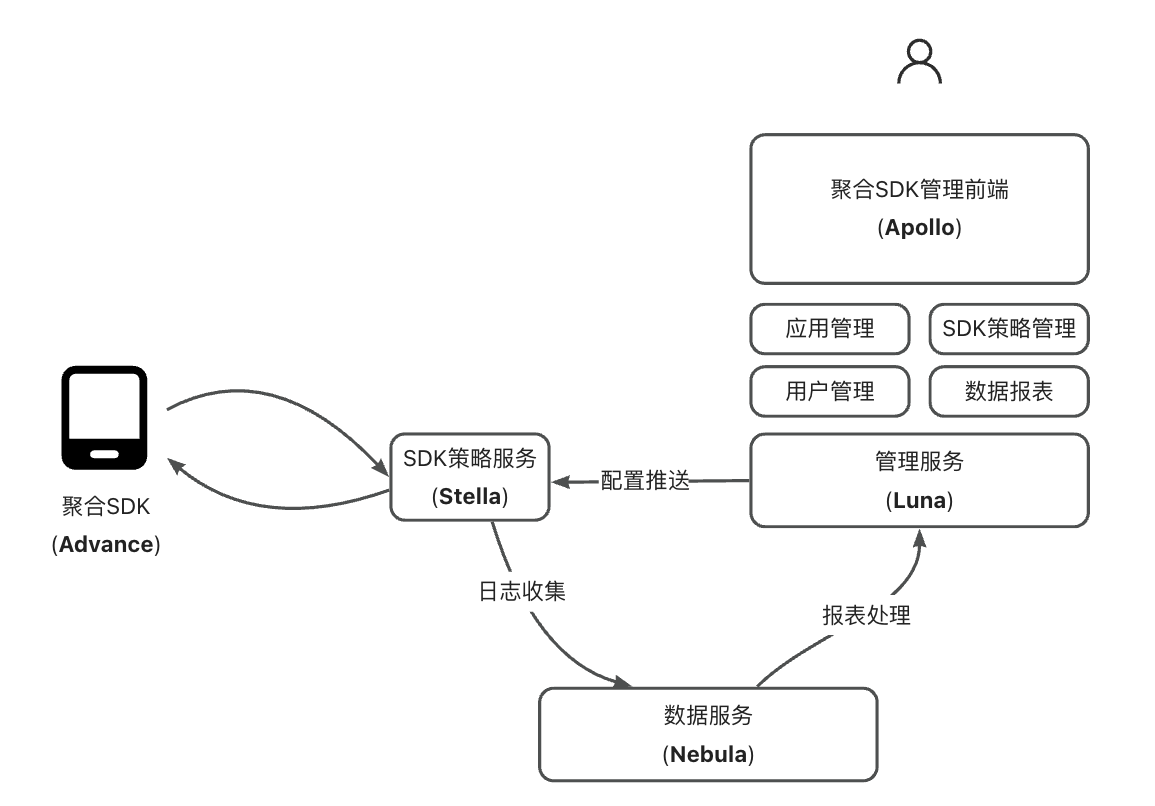 聚合SDK管理前端
(Apollo)
应用管理
SDK策略管理
用户管理
数据报表
SDK策略服务
(Stella)
配置推送
管理服务
(Luna)
聚合SDK
(Advance)
日志收集
报表处理
数据服务
(Nebula)